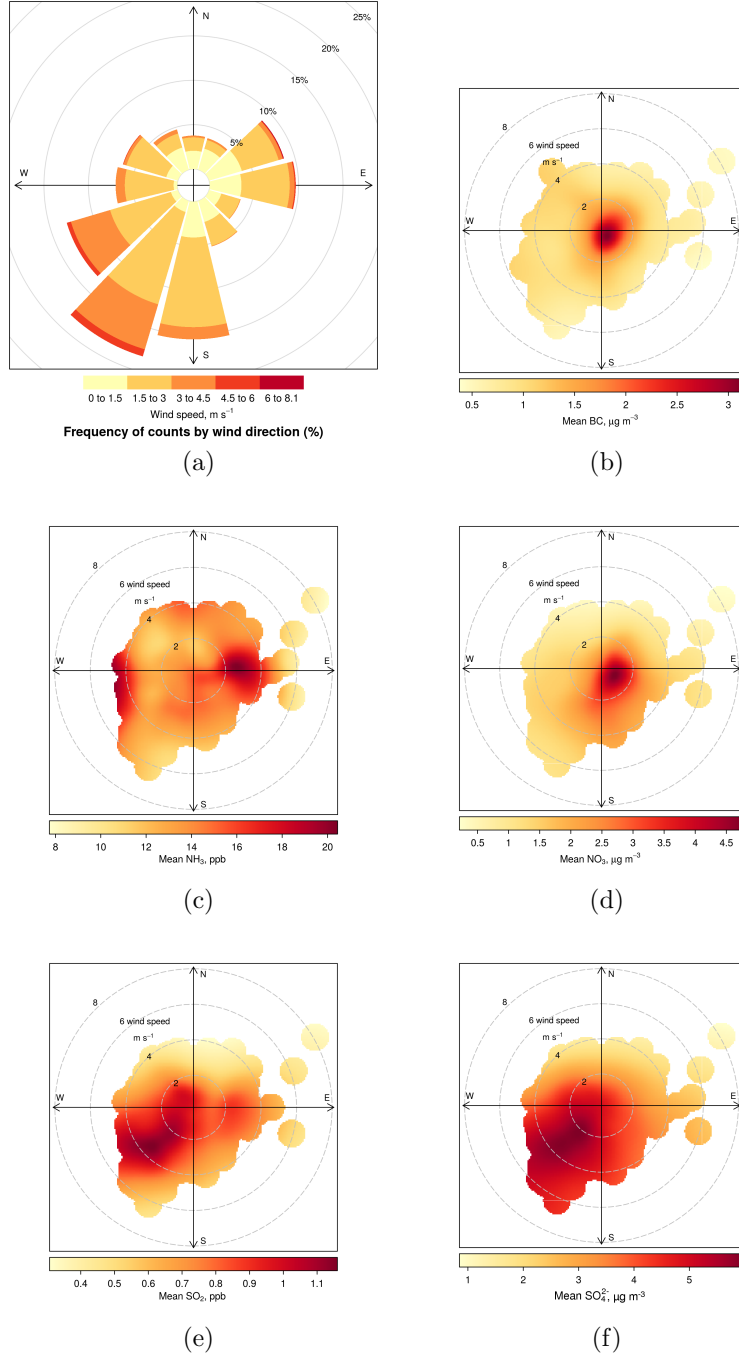 25%
20%
15%
10%
5%
N
W
E
S
0 to 1.5 1.5 to 3 3 to 4.5 4.5 to 6 6 to 8.1
Wind speed, m s⁻¹
Frequency of counts by wind direction (%)
(a)
N
8
6 wind speed
m s⁻¹
4
2
W
E
S
0.5 1 1.5 2 2.5 3
Mean BC, μg m⁻³
(b)
N
8
6 wind speed
m s⁻¹
4
2
W
E
S
8 10 12 14 16 18 20
Mean NH₃, ppb
(c)
N
8
6 wind speed
m s⁻¹
4
2
W
E
S
0.5 1 1.5 2 2.5 3 3.5 4 4.5
Mean NO₃, μg m⁻³
(d)
N
8
6 wind speed
m s⁻¹
4
2
W
E
S
0.4 0.5 0.6 0.7 0.8 0.9 1 1.1
Mean SO₂, ppb
(e)
N
8
6 wind speed
m s⁻¹
4
2
W
E
S
1 2 3 4 5
Mean SO₄²⁻, μg m⁻³
(f)